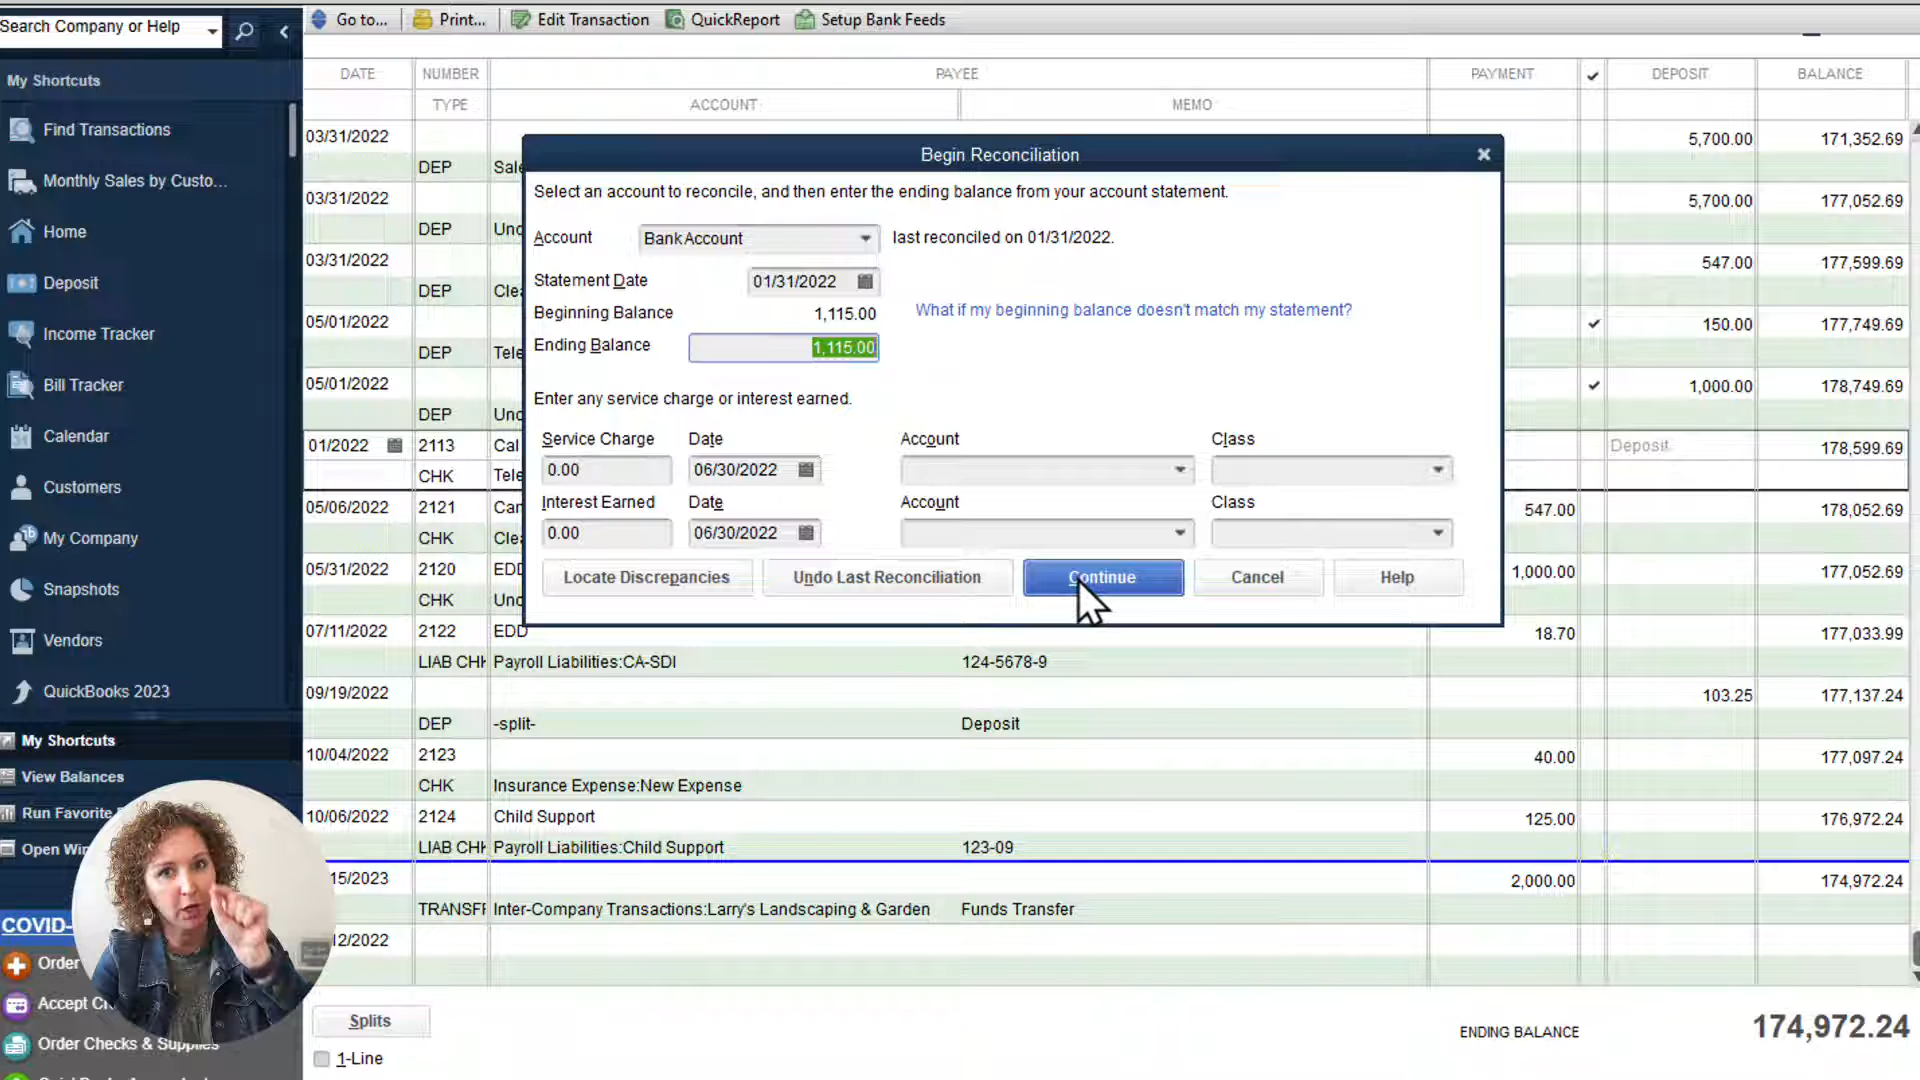 Search Company or Help
Go to... Print... Edit Transaction QuickReport Setup Bank Feeds
My Shortcuts
Find Transactions
Monthly Sales by Custo...
Home
Deposit
Income Tracker
Bill Tracker
Calendar
Customers
My Company
Snapshots
Vendors
QuickBooks 2023
My Shortcuts
View Balances
Run Favorite
Open Win
COVID-
Order
Accept C
Order Checks & Supplies
DATE NUMBER PAYEE PAYMENT ✓ DEPOSIT BALANCE
TYPE ACCOUNT MEMO
03/31/2022 5,700.00 171,352.69
DEP Sale
03/31/2022 5,700.00 177,052.69
DEP Und
03/31/2022 547.00 177,599.69
DEP Clea
05/01/2022 ✓ 150.00 177,749.69
DEP Tele
05/01/2022 ✓ 1,000.00 178,749.69
DEP Und
01/2022 2113 Cal Deposit 178,599.69
CHK Tele
05/06/2022 2121 Can 547.00 178,052.69
CHK Clea
05/31/2022 2120 EDD 1,000.00 177,052.69
CHK Und
07/11/2022 2122 EDD 18.70 177,033.99
LIAB CHK Payroll Liabilities:CA-SDI 124-5678-9
09/19/2022 103.25 177,137.24
DEP -split- Deposit
10/04/2022 2123 40.00 177,097.24
CHK Insurance Expense:New Expense
10/06/2022 2124 Child Support 125.00 176,972.24
LIAB CHK Payroll Liabilities:Child Support 123-09
15/2023 2,000.00 174,972.24
TRANSFR Inter-Company Transactions:Larry's Landscaping & Garden Funds Transfer
12/2022
Splits
1-Line
ENDING BALANCE 174,972.24
Begin Reconciliation
Select an account to reconcile, and then enter the ending balance from your account statement.
Account Bank Account last reconciled on 01/31/2022.
Statement Date 01/31/2022
Beginning Balance 1,115.00 What if my beginning balance doesn't match my statement?
Ending Balance 1,115.00
Enter any service charge or interest earned.
Service Charge Date Account Class
0.00 06/30/2022
Interest Earned Date Account Class
0.00 06/30/2022
Locate Discrepancies Undo Last Reconciliation Continue Cancel Help